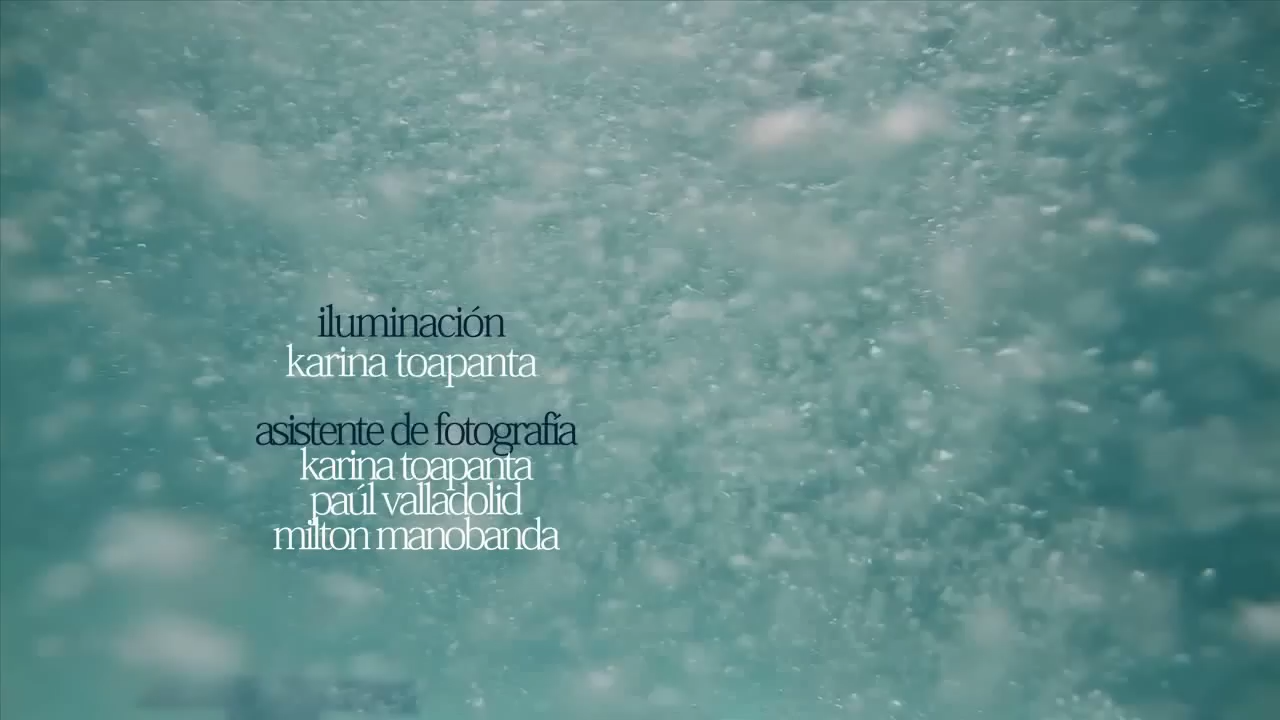 iluminación
karina toapanta
asistente de fotografía
karina toapanta
paúl valladolid
milton manobanda